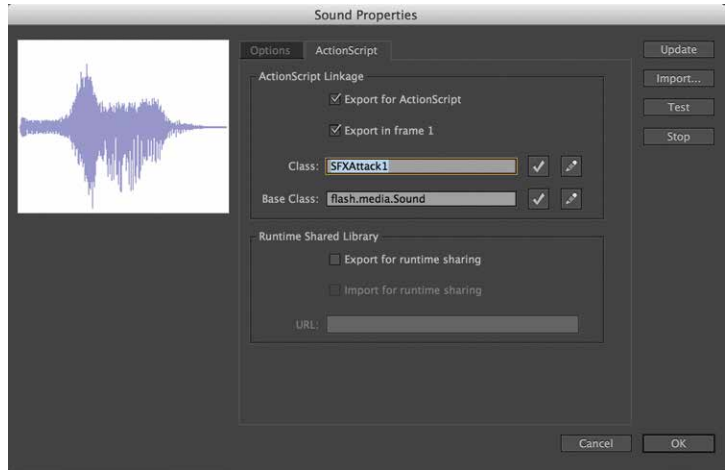 Sound Properties
Options
ActionScript
Update
Import...
Test
Stop
ActionScript Linkage
Export for ActionScript
Export in frame 1
Class: SFXAttack1
Base Class: flash.media.Sound
Runtime Shared Library
Export for runtime sharing
Import for runtime sharing
URL:
Cancel
OK